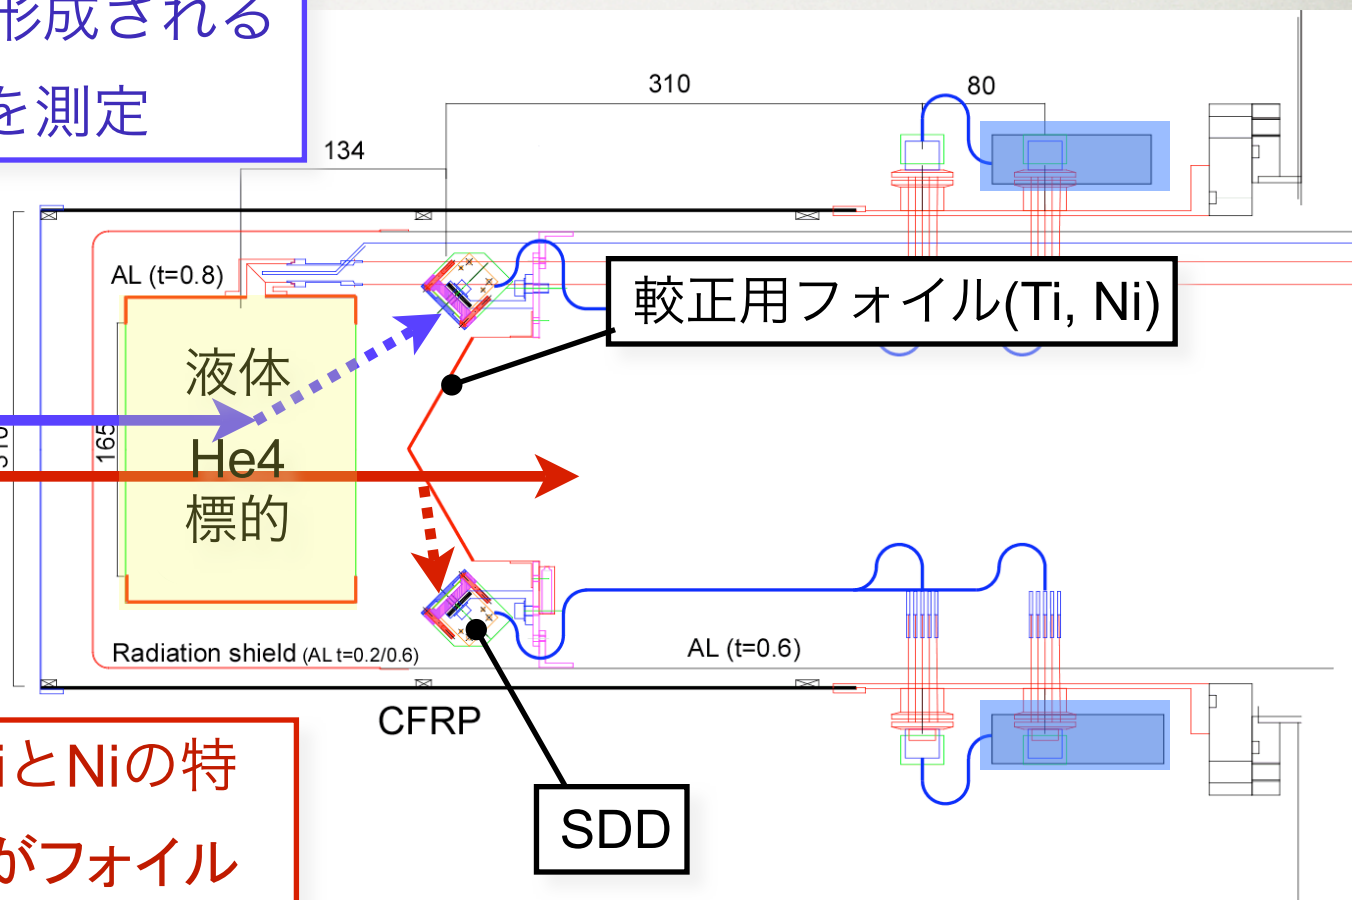 形成される
を測定
310
80
134
AL (t=0.8)
較正用フォイル(Ti, Ni)
液体
165
He4
標的
Radiation shield (AL t=0.2/0.6)
AL (t=0.6)
CFRP
iとNiの特
がフォイル
SDD